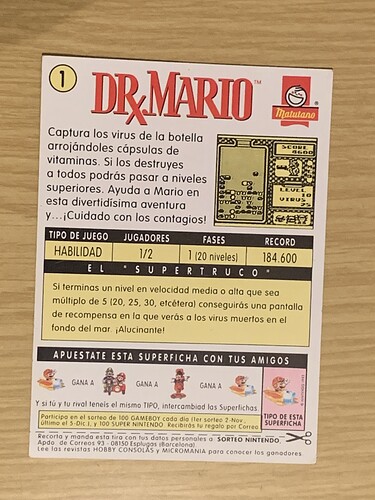 1
DRx.MARIO™
Matutano®
Captura los virus de la botella
arrojándoles cápsulas de
vitaminas. Si los destruyes
a todos podrás pasar a niveles
superiores. Ayuda a Mario en
esta divertidísima aventura
y...¡Cuidado con los contagios!
SCORE
4600
LEVEL
10
VIRUS
25
TIPO DE JUEGO JUGADORES FASES RECORD
HABILIDAD 1/2 1 (20 niveles) 184.600
EL "SUPERTRUCO"
Si terminas un nivel en velocidad media o alta que sea
múltiplo de 5 (20, 25, 30, etcétera) conseguirás una pantalla
de recompensa en la que verás a los virus muertos en el
fondo del mar. ¡Alucinante!
APUESTATE ESTA SUPERFICHA CON TUS AMIGOS
GANA A GANA A GANA A
Y si tú y tu rival teneis el mismo TIPO, intercambiad las Superfichas.
TIPO DE ESTA
SUPERFICHA
Participa en el sorteo de 100 GAMEBOY cada día (1er sorteo 2-Nov.,
último el 5-Dic.), y 100 SUPER NINTENDO. Recibirás tu regalo por Correo
Recorta y manda esta tira con tus datos personales a: SORTEO NINTENDO.
Apdo. de Correos 93 - 08150 Esplugas (Barcelona)
Lee las revistas HOBBY CONSOLAS y MICROMANIA para conocer los ganadores.